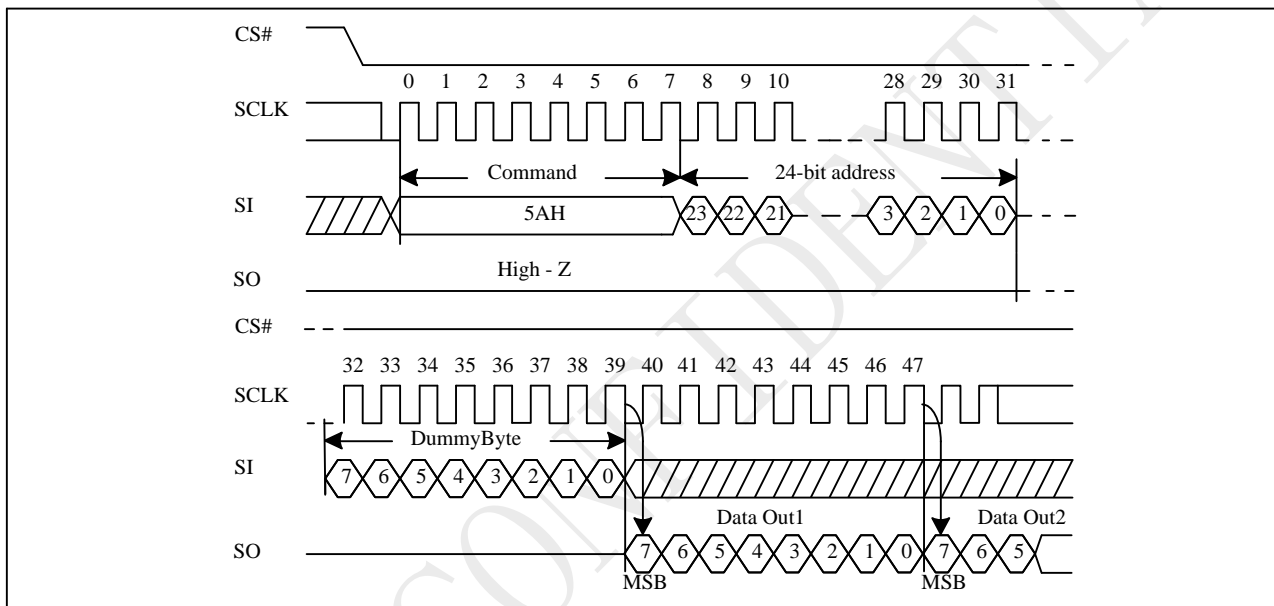 CS#
0 1 2 3 4 5 6 7 8 9 10 28 29 30 31
SCLK
Command 24-bit address
SI 5AH 23 22 21 3 2 1 0
High - Z
SO
CS#
32 33 34 35 36 37 38 39 40 41 42 43 44 45 46 47
SCLK
DummyByte
SI 7 6 5 4 3 2 1 0
Data Out1 Data Out2
SO 7 6 5 4 3 2 1 0 7 6 5
MSB MSB